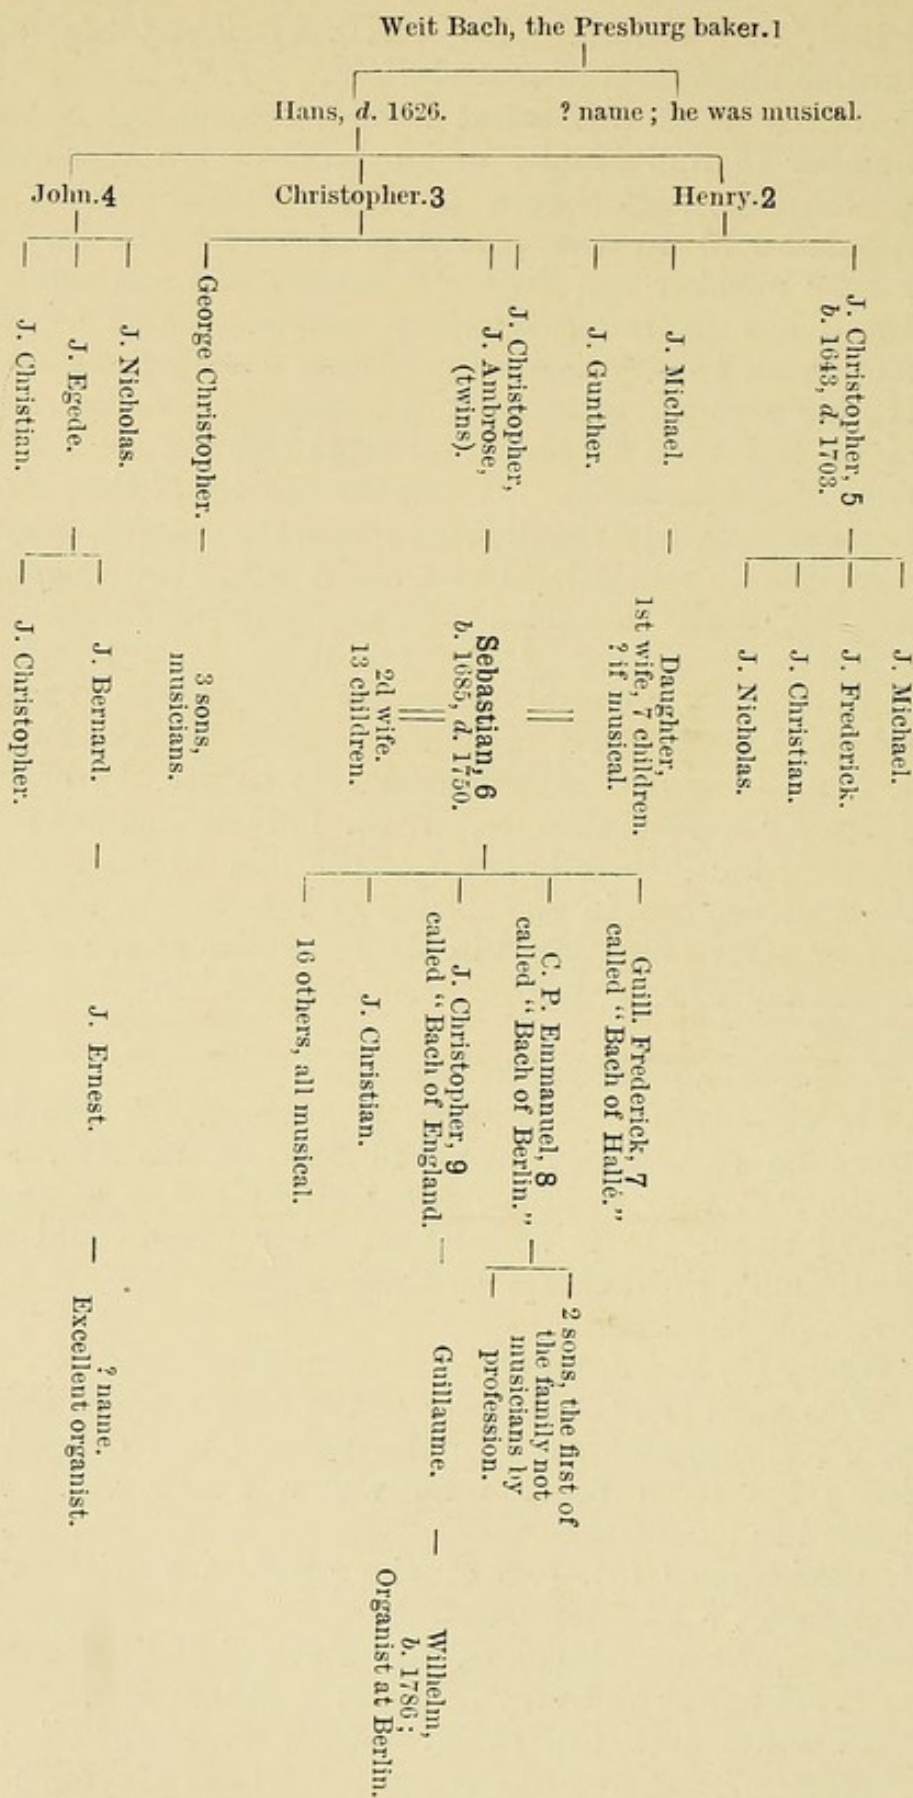 Weit Bach, the Presburg baker.1
Hans, d. 1626.
? name ; he was musical.
John.4
Christopher.3
Henry.2
J. Christian.
J. Egede.
J. Nicholas.
George Christopher.
J. Christopher,
J. Ambrose,
(twins).
J. Gunther.
J. Michael.
J. Christopher, 5
b. 1643, d. 1703.
J. Christopher.
J. Bernard.
3 sons,
musicians.
2d wife.
13 children.
Sebastian, 6
b. 1685, d. 1750.
Daughter,
1st wife, 7 children.
? if musical.
J. Nicholas.
J. Christian.
J. Frederick.
J. Michael.
J. Ernest.
16 others, all musical.
J. Christian.
J. Christopher, 9
called “Bach of England.
C. P. Emmanuel, 8
called “Bach of Berlin.”
Guill. Frederick, 7
called “Bach of Hallé.”
? name.
Excellent organist.
Guillaume.
2 sons, the first of
the family not
musicians by
profession.
Wilhelm,
b. 1786 ;
Organist at Berlin.